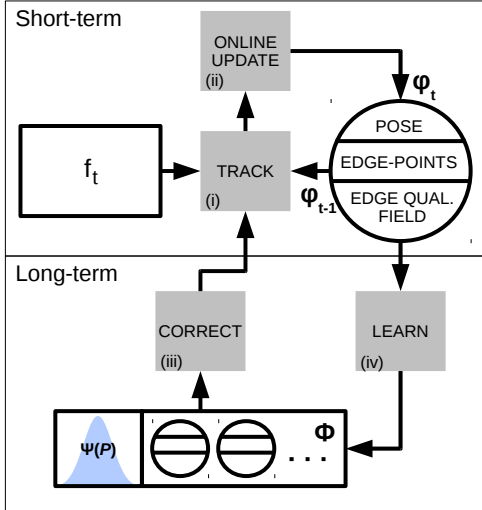 Short-term
ONLINE
UPDATE
(ii)
φt
POSE
EDGE-POINTS
EDGE QUAL.
FIELD
ft
TRACK
(i)
φt-1
Long-term
CORRECT
(iii)
LEARN
(iv)
Ψ(P)
Φ
. . .